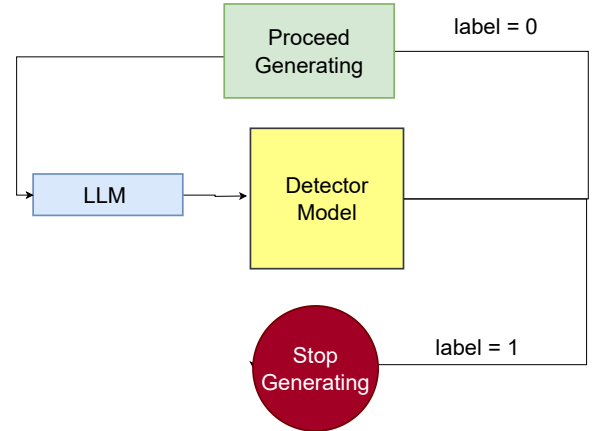 Proceed
Generating
label = 0
LLM
Detector
Model
Stop
Generating
label = 1